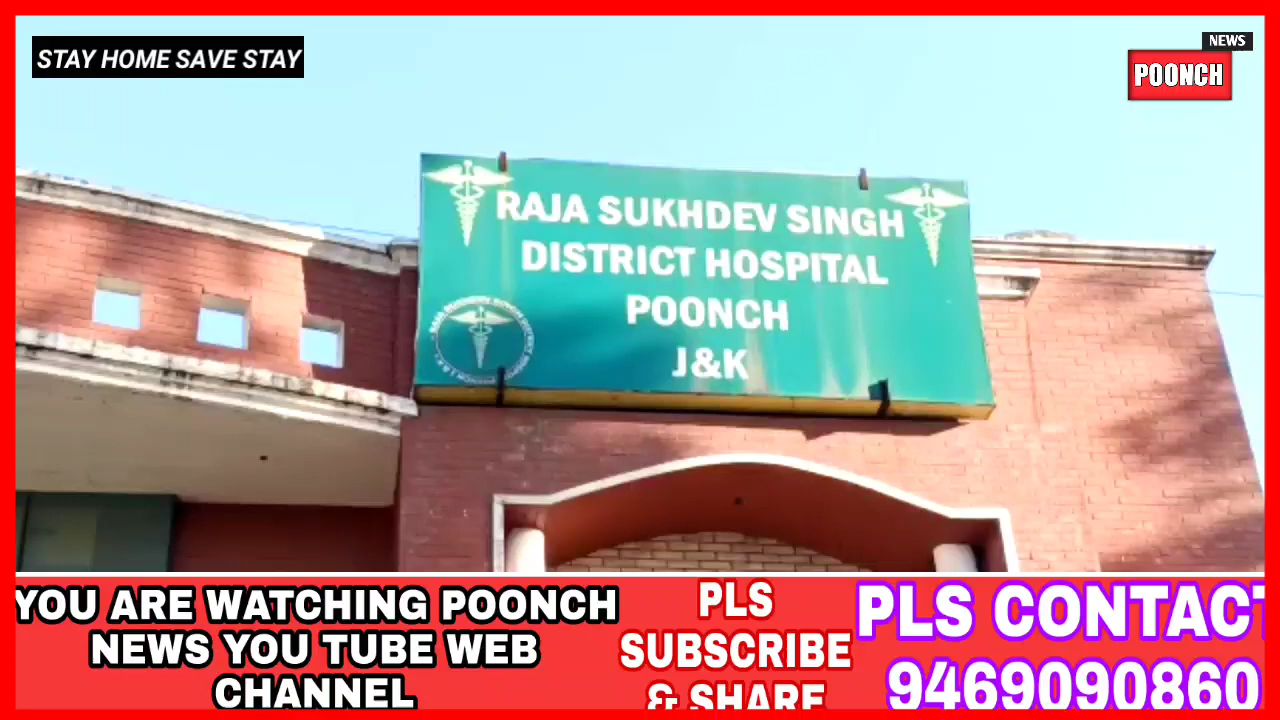 STAY HOME SAVE STAY
NEWS
POONCH
RAJA SUKHDEV SINGH
DISTRICT HOSPITAL
POONCH
J&K
YOU ARE WATCHING POONCH
NEWS YOU TUBE WEB
CHANNEL
PLS
SUBSCRIBE
& SHARE
PLS CONTACT
9469090860